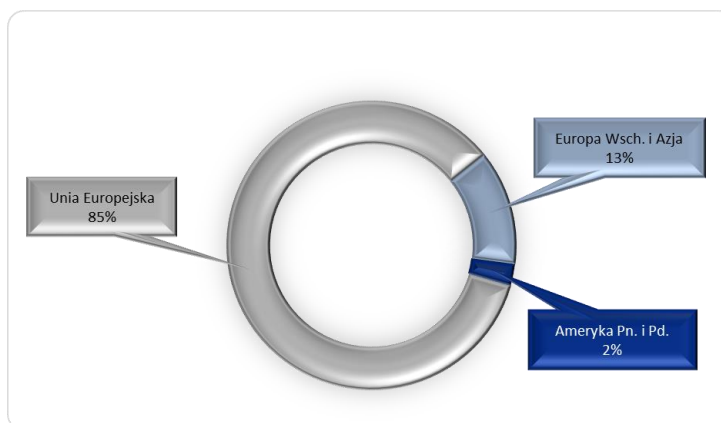 Europa Wsch. i Azja
13%
Unia Europejska
85%
Ameryka Pn. i Pd.
2%